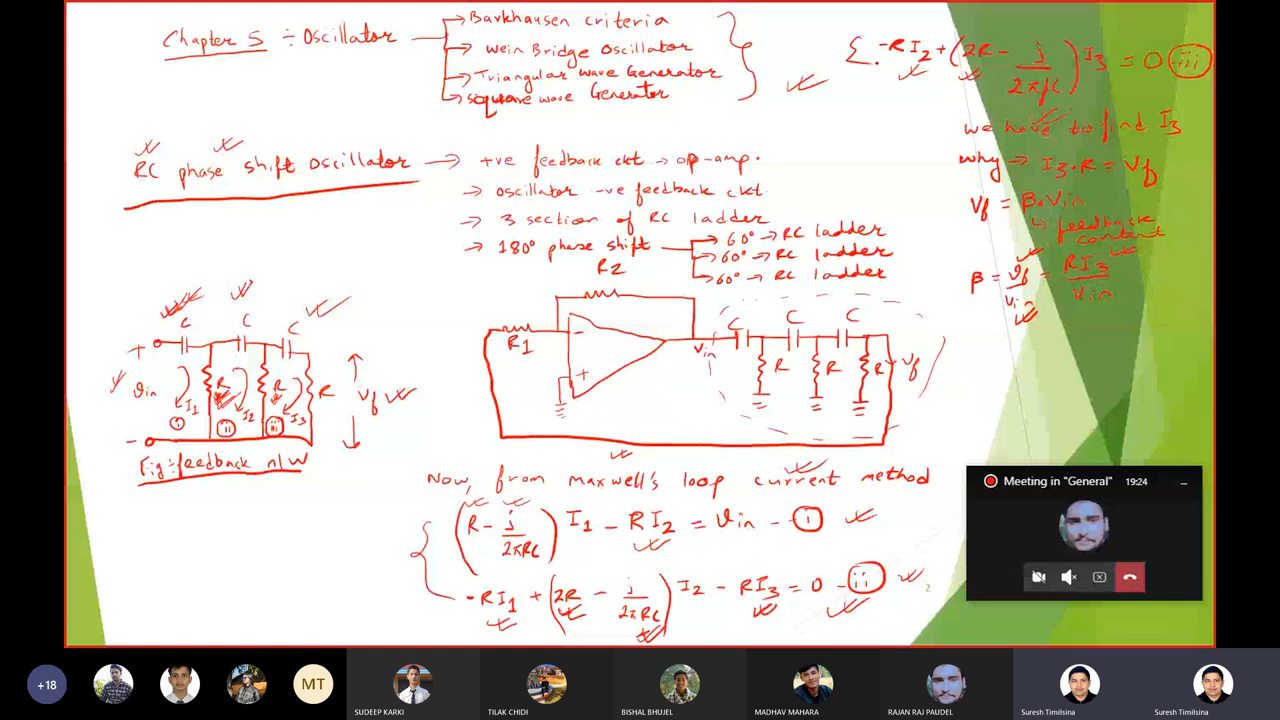 Chapter 5 ÷ Oscillator
Barkhausen criteria
wein Bridge Oscillator
Triangular wave Generator
square wave Generator
RC phase shift oscillator → +ve feedback ckt → op-amp.
→ oscillator -ve feedback ckt
→ 3 section of RC ladder
→ 180° phase shift
60° → RC ladder
60° → RC ladder
60° → RC ladder
-RI2 + (2R - j/2πfC) I3 = 0 (iii)
we have to find I3
why → I3.R = Vf
Vf = β.Vin
↳ feedback
β = Vf/Vin = RI3/Vin
C C C
+
Vin
-
R R R
I1 I2 I3
(i) (ii) (iii)
Vf
Fig ÷ feedback n/w
R2
R1
-
+
Vin
C C C
R R R
Vf
Now, from maxwell's loop current method
(R - j/2πRC) I1 - RI2 = Vin - (i)
-RI1 + (2R - j/2πRC) I2 - RI3 = 0 - (ii)
2
Meeting in "General" 19:24
+18
MT
SUDEEP KARKI
TILAK CHIDI
BISHAL BHUJEL
MADHAV MAHARA
RAJAN RAJ PAUDEL
Suresh Timilsina
Suresh Timilsina